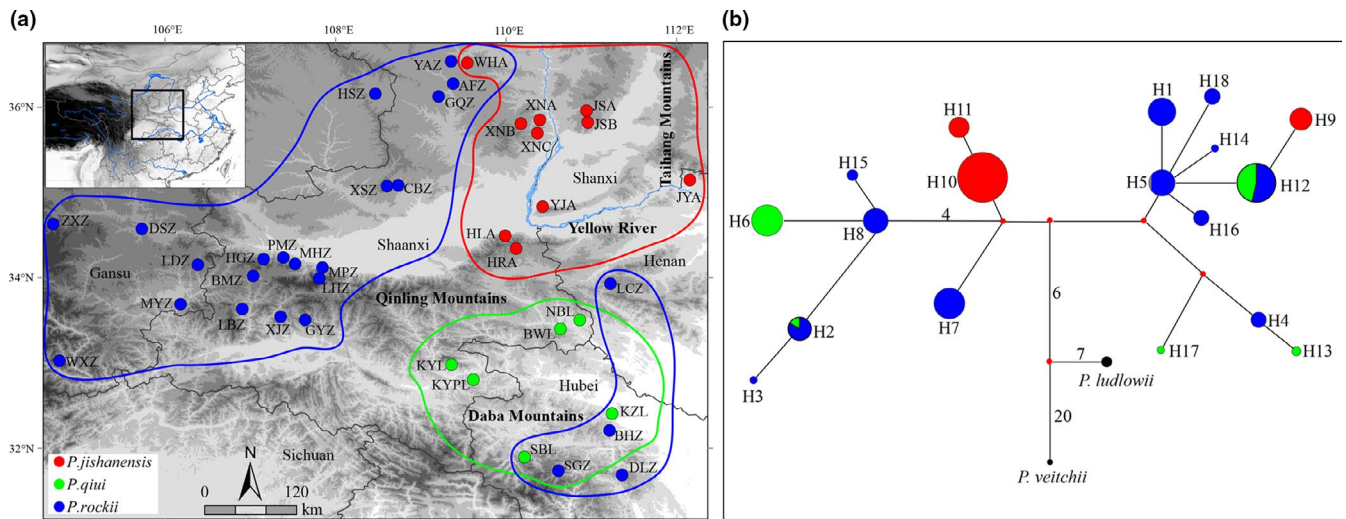 (a)
106°E 108°E 110°E 112°E
36°N
34°N
32°N
YAZ
WHA
HSZ
AFZ
GQZ
XNA
JSA
XNB
JSB
XNC
Taihang Mountains
Shanxi
JYA
XSZ
CBZ
YJA
ZXZ
DSZ
Shaanxi
HLA
Yellow River
HRA
Henan
PMZ
LDZ
HGZ
MHZ
MPZ
Gansu
BMZ
LHZ
Qinling Mountains
LCZ
MYZ
LBZ
XJZ
GYZ
NBL
BWL
WXZ
KYL
KYPL
Hubei
Daba Mountains
KZL
BHZ
SBL
SGZ
DLZ
Sichuan
N
0 120
km
P.jishanensis
P.qiui
P.rockii
(b)
H1
H18
H11
H9
H14
H10
H15
H5
H12
H6
H8
4
H16
H7
6
H4
H2
H17
H13
7
H3
P. ludlowii
20
P. veitchii